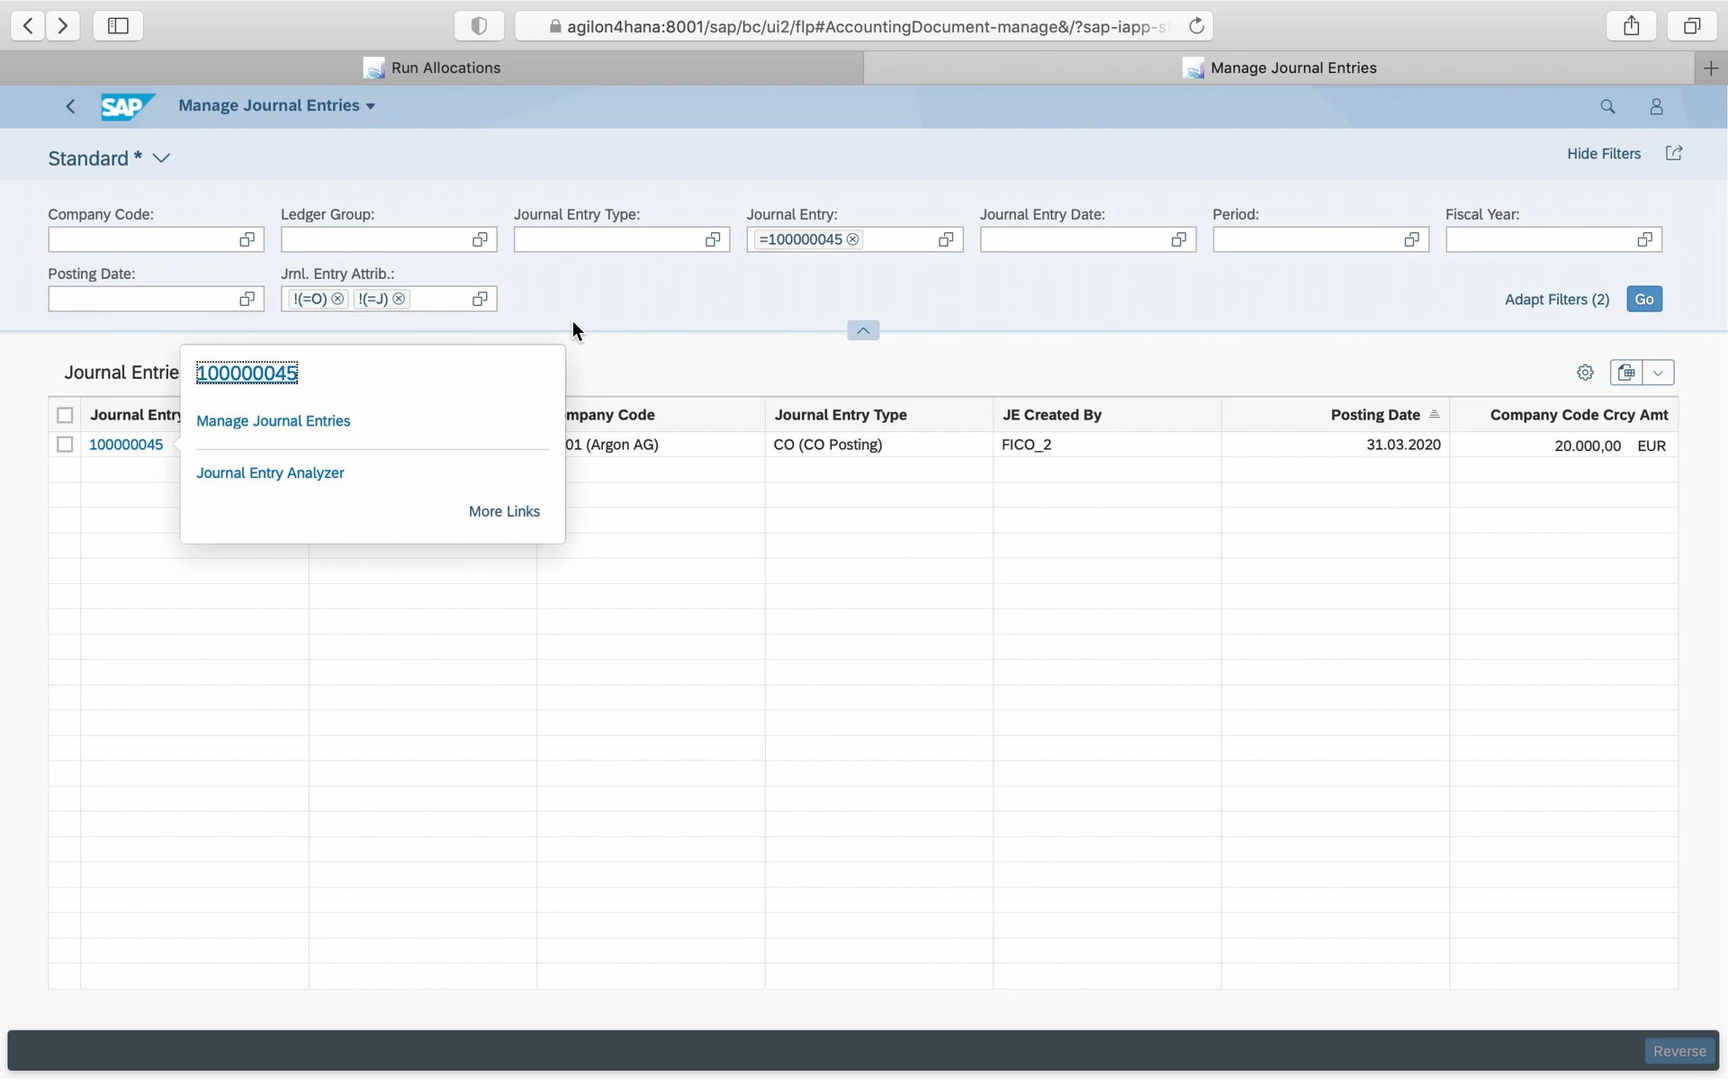 agilon4hana:8001/sap/bc/ui2/flp#AccountingDocument-manage&/?sap-iapp-s
Run Allocations
Manage Journal Entries
SAP Manage Journal Entries
Standard *
Hide Filters
Company Code: Ledger Group: Journal Entry Type: Journal Entry: Journal Entry Date: Period: Fiscal Year:
=100000045
Posting Date: Jrnl. Entry Attrib.:
!(=O) !(=J)
Adapt Filters (2) Go
Journal Entrie
100000045
Manage Journal Entries
Journal Entry Analyzer
More Links
Journal Entry mpany Code Journal Entry Type JE Created By Posting Date Company Code Crcy Amt
100000045 01 (Argon AG) CO (CO Posting) FICO_2 31.03.2020 20.000,00 EUR
Reverse